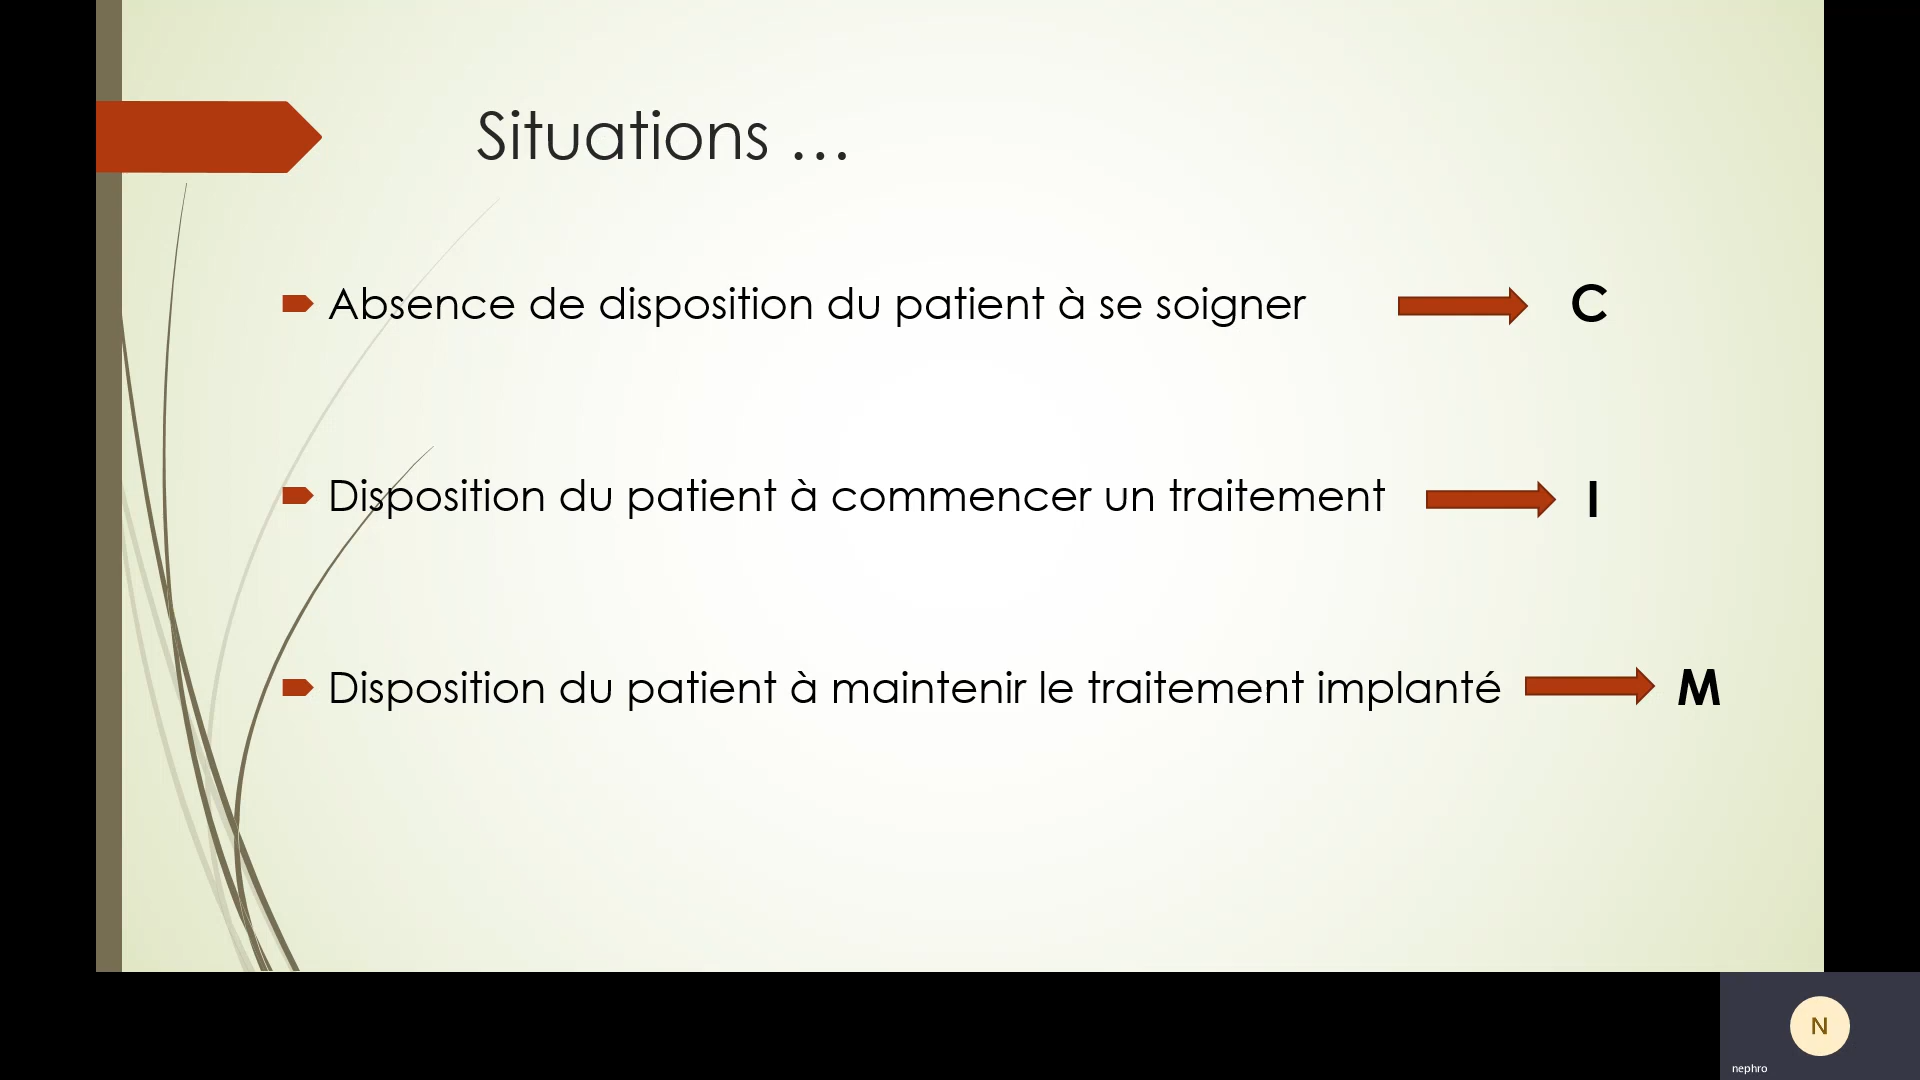 Situations …
Absence de disposition du patient à se soigner C
Disposition du patient à commencer un traitement I
Disposition du patient à maintenir le traitement implanté M
N
nephro